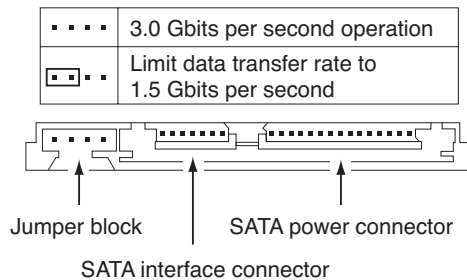 3.0 Gbits per second operation
Limit data transfer rate to
1.5 Gbits per second
Jumper block
SATA power connector
SATA interface connector